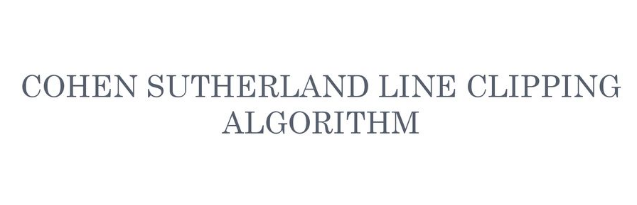 COHEN SUTHERLAND LINE CLIPPING
ALGORITHM